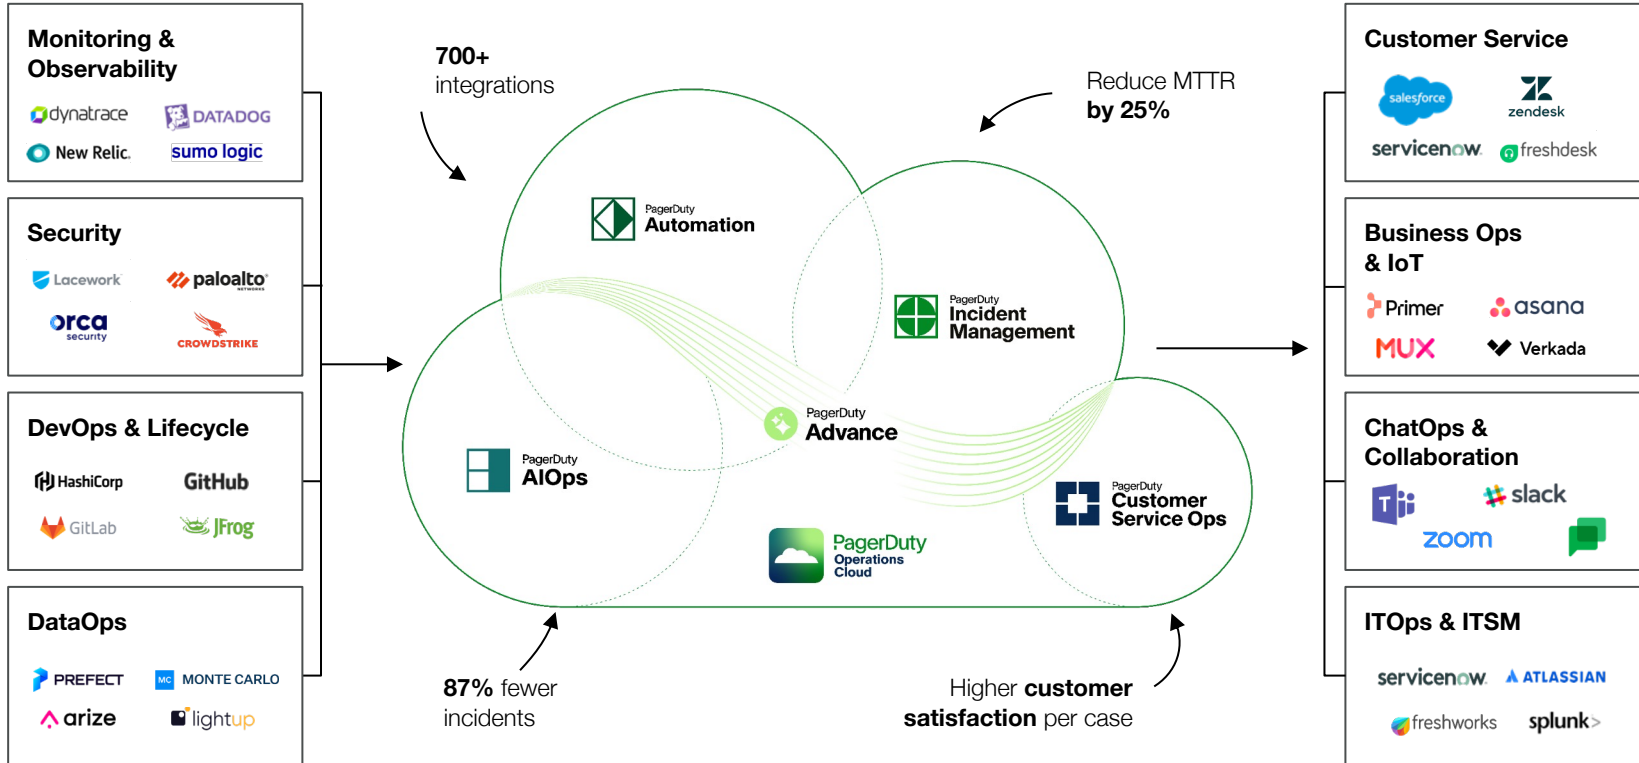 Monitoring &
Observability
dynatrace
DATADOG
New Relic.
sumo logic
Security
Lacework
paloalto
NETWORKS
orca
security
CROWDSTRIKE
DevOps & Lifecycle
HashiCorp
GitHub
GitLab
JFrog
DataOps
PREFECT
MC MONTE CARLO
arize
lightup
700+
integrations
Reduce MTTR
by 25%
PagerDuty
Automation
PagerDuty
Incident
Management
PagerDuty
Advance
PagerDuty
AIOps
PagerDuty
Customer
Service Ops
PagerDuty
Operations
Cloud
87% fewer
incidents
Higher customer
satisfaction per case
Customer Service
salesforce
zendesk
servicenow.
freshdesk
Business Ops
& IoT
Primer
asana
MUX
Verkada
ChatOps &
Collaboration
T
slack
zoom
ITOps & ITSM
servicenow.
ATLASSIAN
freshworks
splunk>